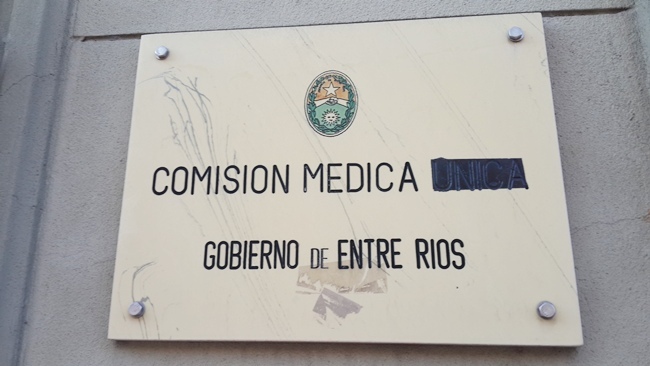 COMISION MEDICA UNICA
GOBIERNO DE ENTRE RIOS